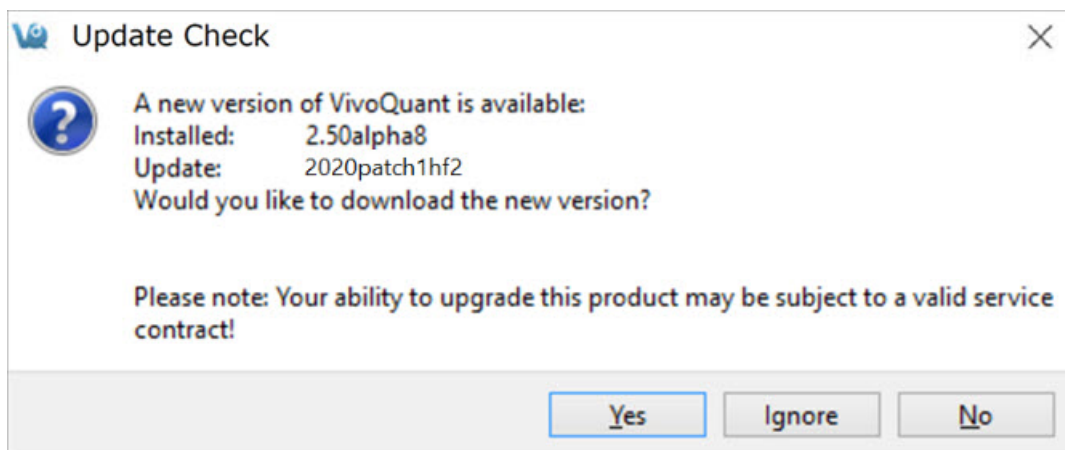 Update Check
A new version of VivoQuant is available:
Installed: 2.50alpha8
Update: 2020patch1hf2
Would you like to download the new version?
Please note: Your ability to upgrade this product may be subject to a valid service
contract!
Yes Ignore No